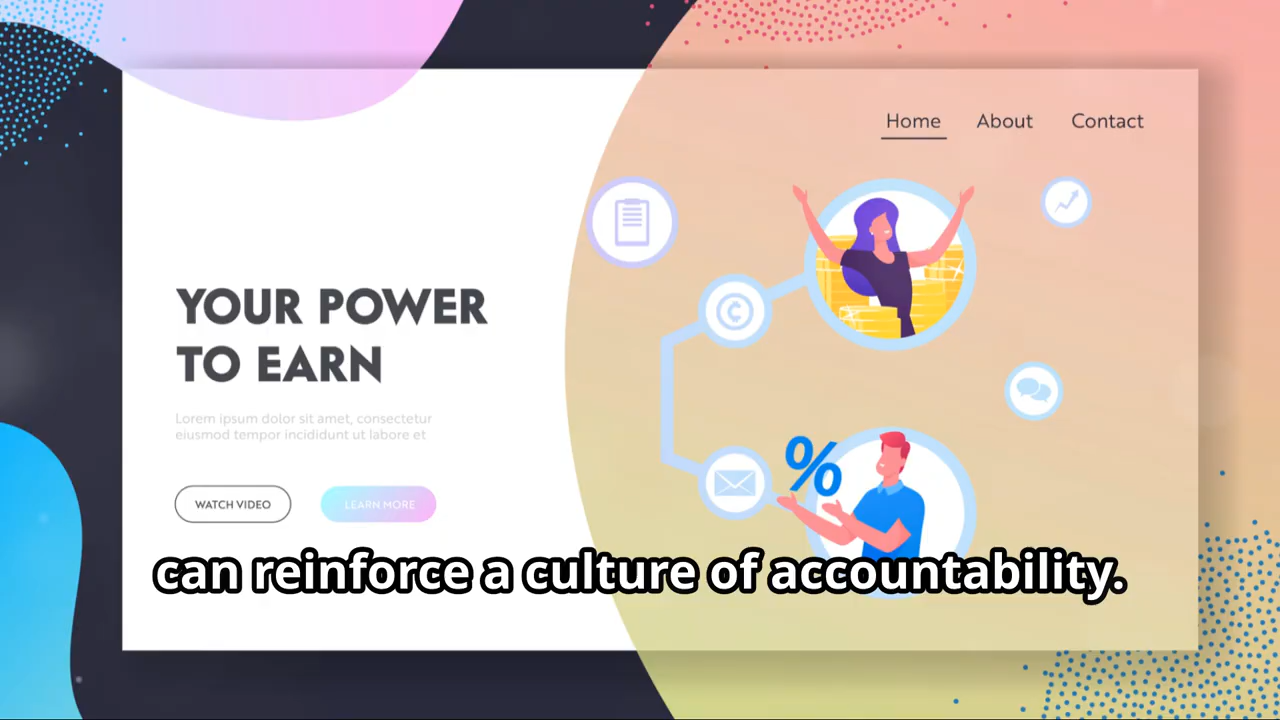 Home About Contact
YOUR POWER
TO EARN
Lorem ipsum dolor sit amet, consectetur
eiusmod tempor incididunt ut labore et
WATCH VIDEO LEARN MORE
%
can reinforce a culture of accountability.